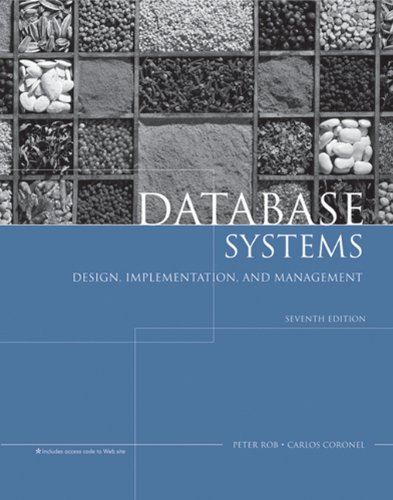 DATABASE
SYSTEMS
DESIGN, IMPLEMENTATION, AND MANAGEMENT
SEVENTH EDITION
PETER ROB • CARLOS CORONEL
*Includes access code to Web site